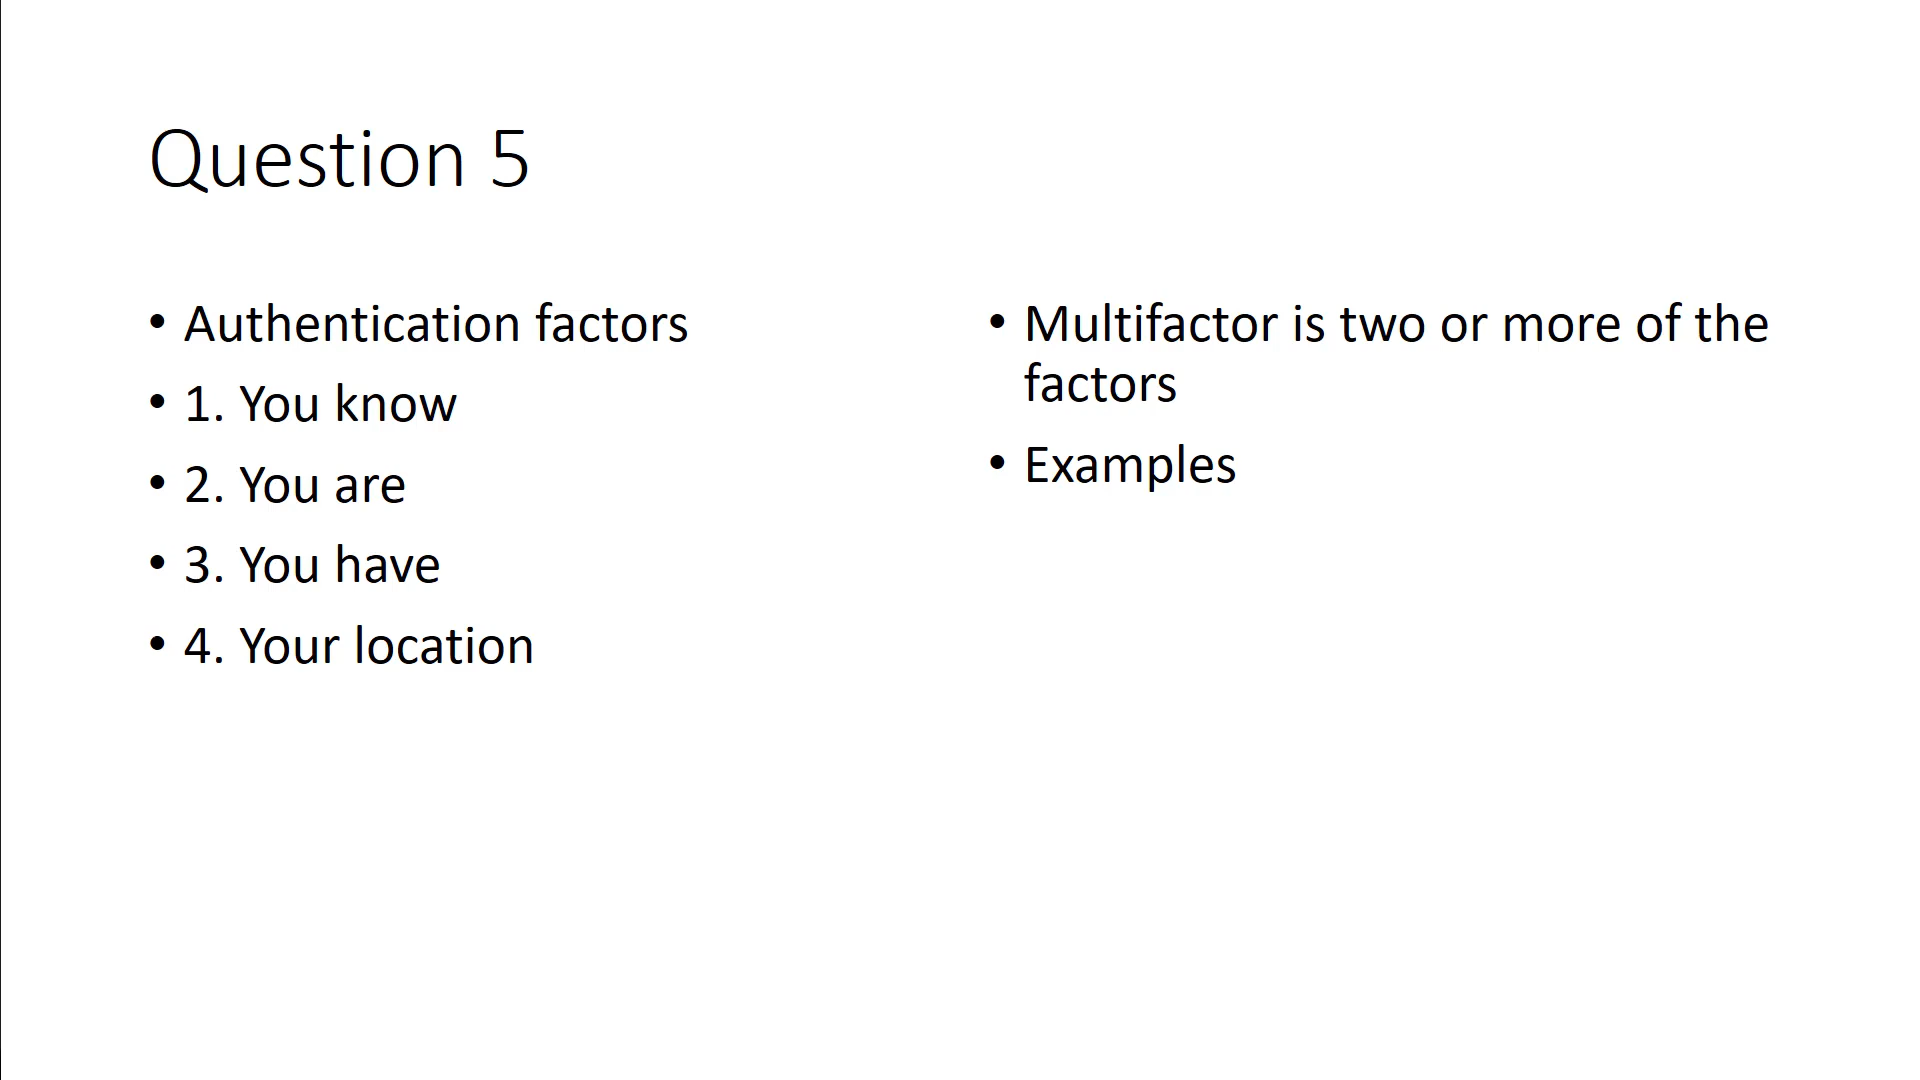 Question 5
• Authentication factors
• 1. You know
• 2. You are
• 3. You have
• 4. Your location
• Multifactor is two or more of the
factors
• Examples